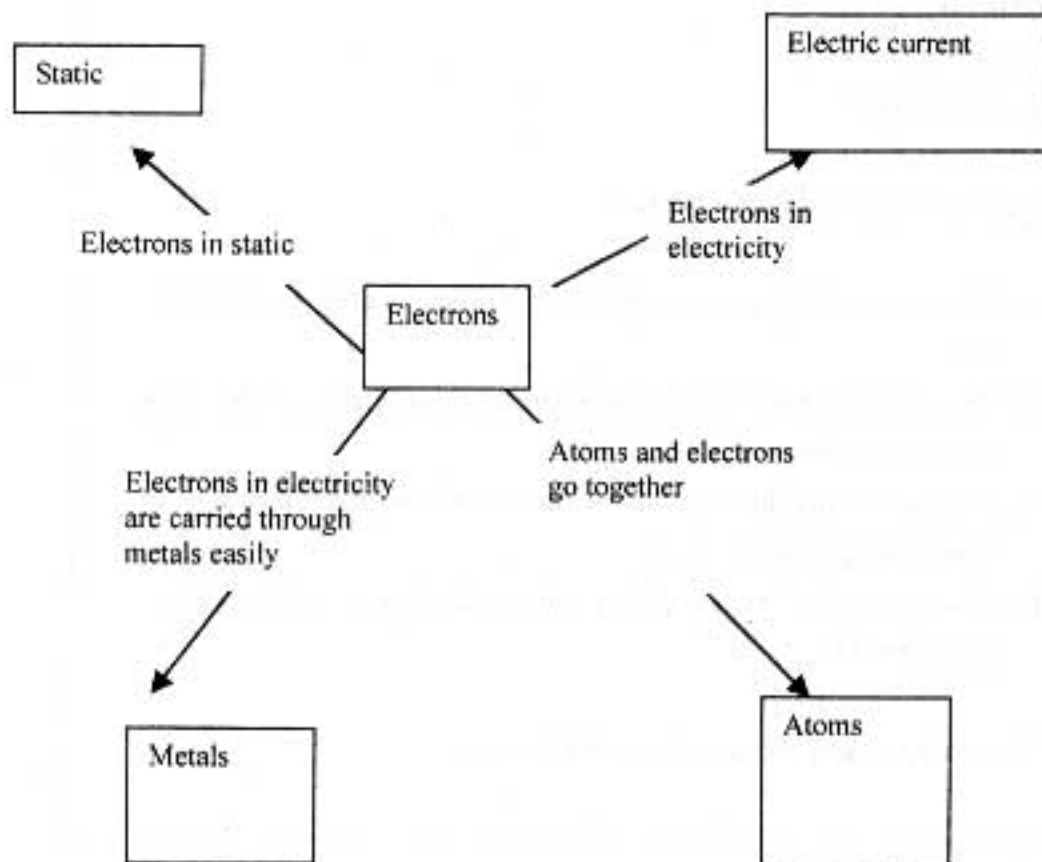 Static
Electric current
Electrons in static
Electrons in
electricity
Electrons
Electrons in electricity
are carried through
metals easily
Atoms and electrons
go together
Metals
Atoms